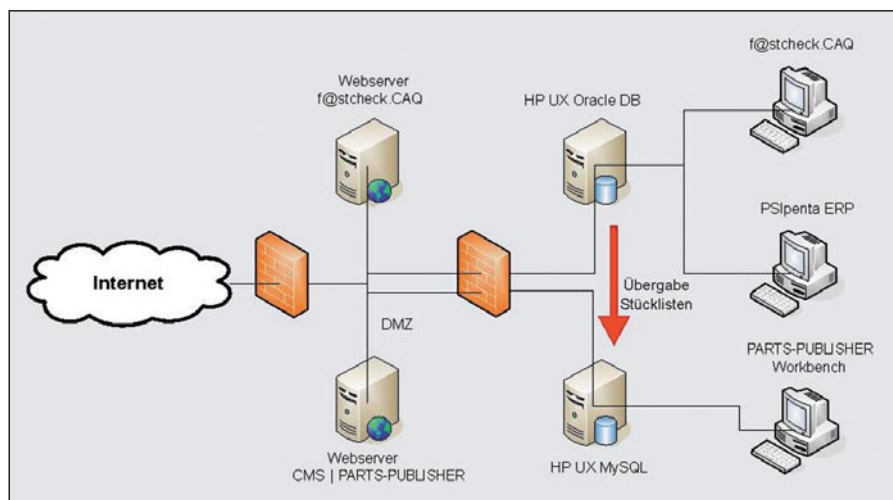 f@stcheck.CAQ
Webserver
f@stcheck.CAQ
HP UX Oracle DB
PSIpenta ERP
Internet
Übergabe
Stücklisten
DMZ
PARTS-PUBLISHER
Workbench
Webserver
CMS | PARTS-PUBLISHER
HP UX MySQL